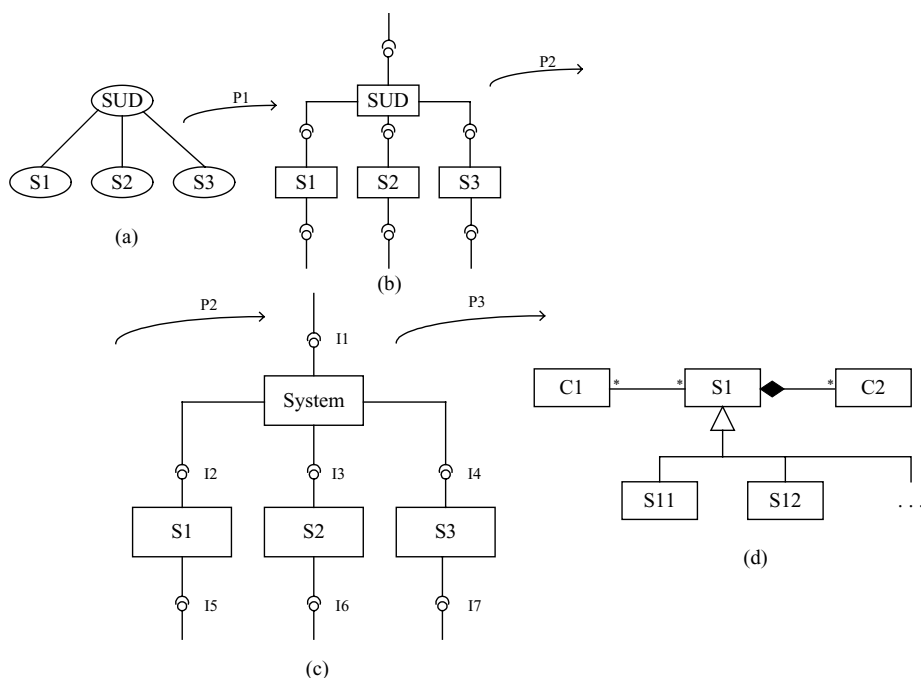 SUD
S1
S2
S3
(a)
P1
SUD
S1
S2
S3
(b)
P2
P2
I1
System
I2
I3
I4
S1
S2
S3
I5
I6
I7
(c)
P3
C1
*
*
S1
*
C2
S11
S12
. . .
(d)